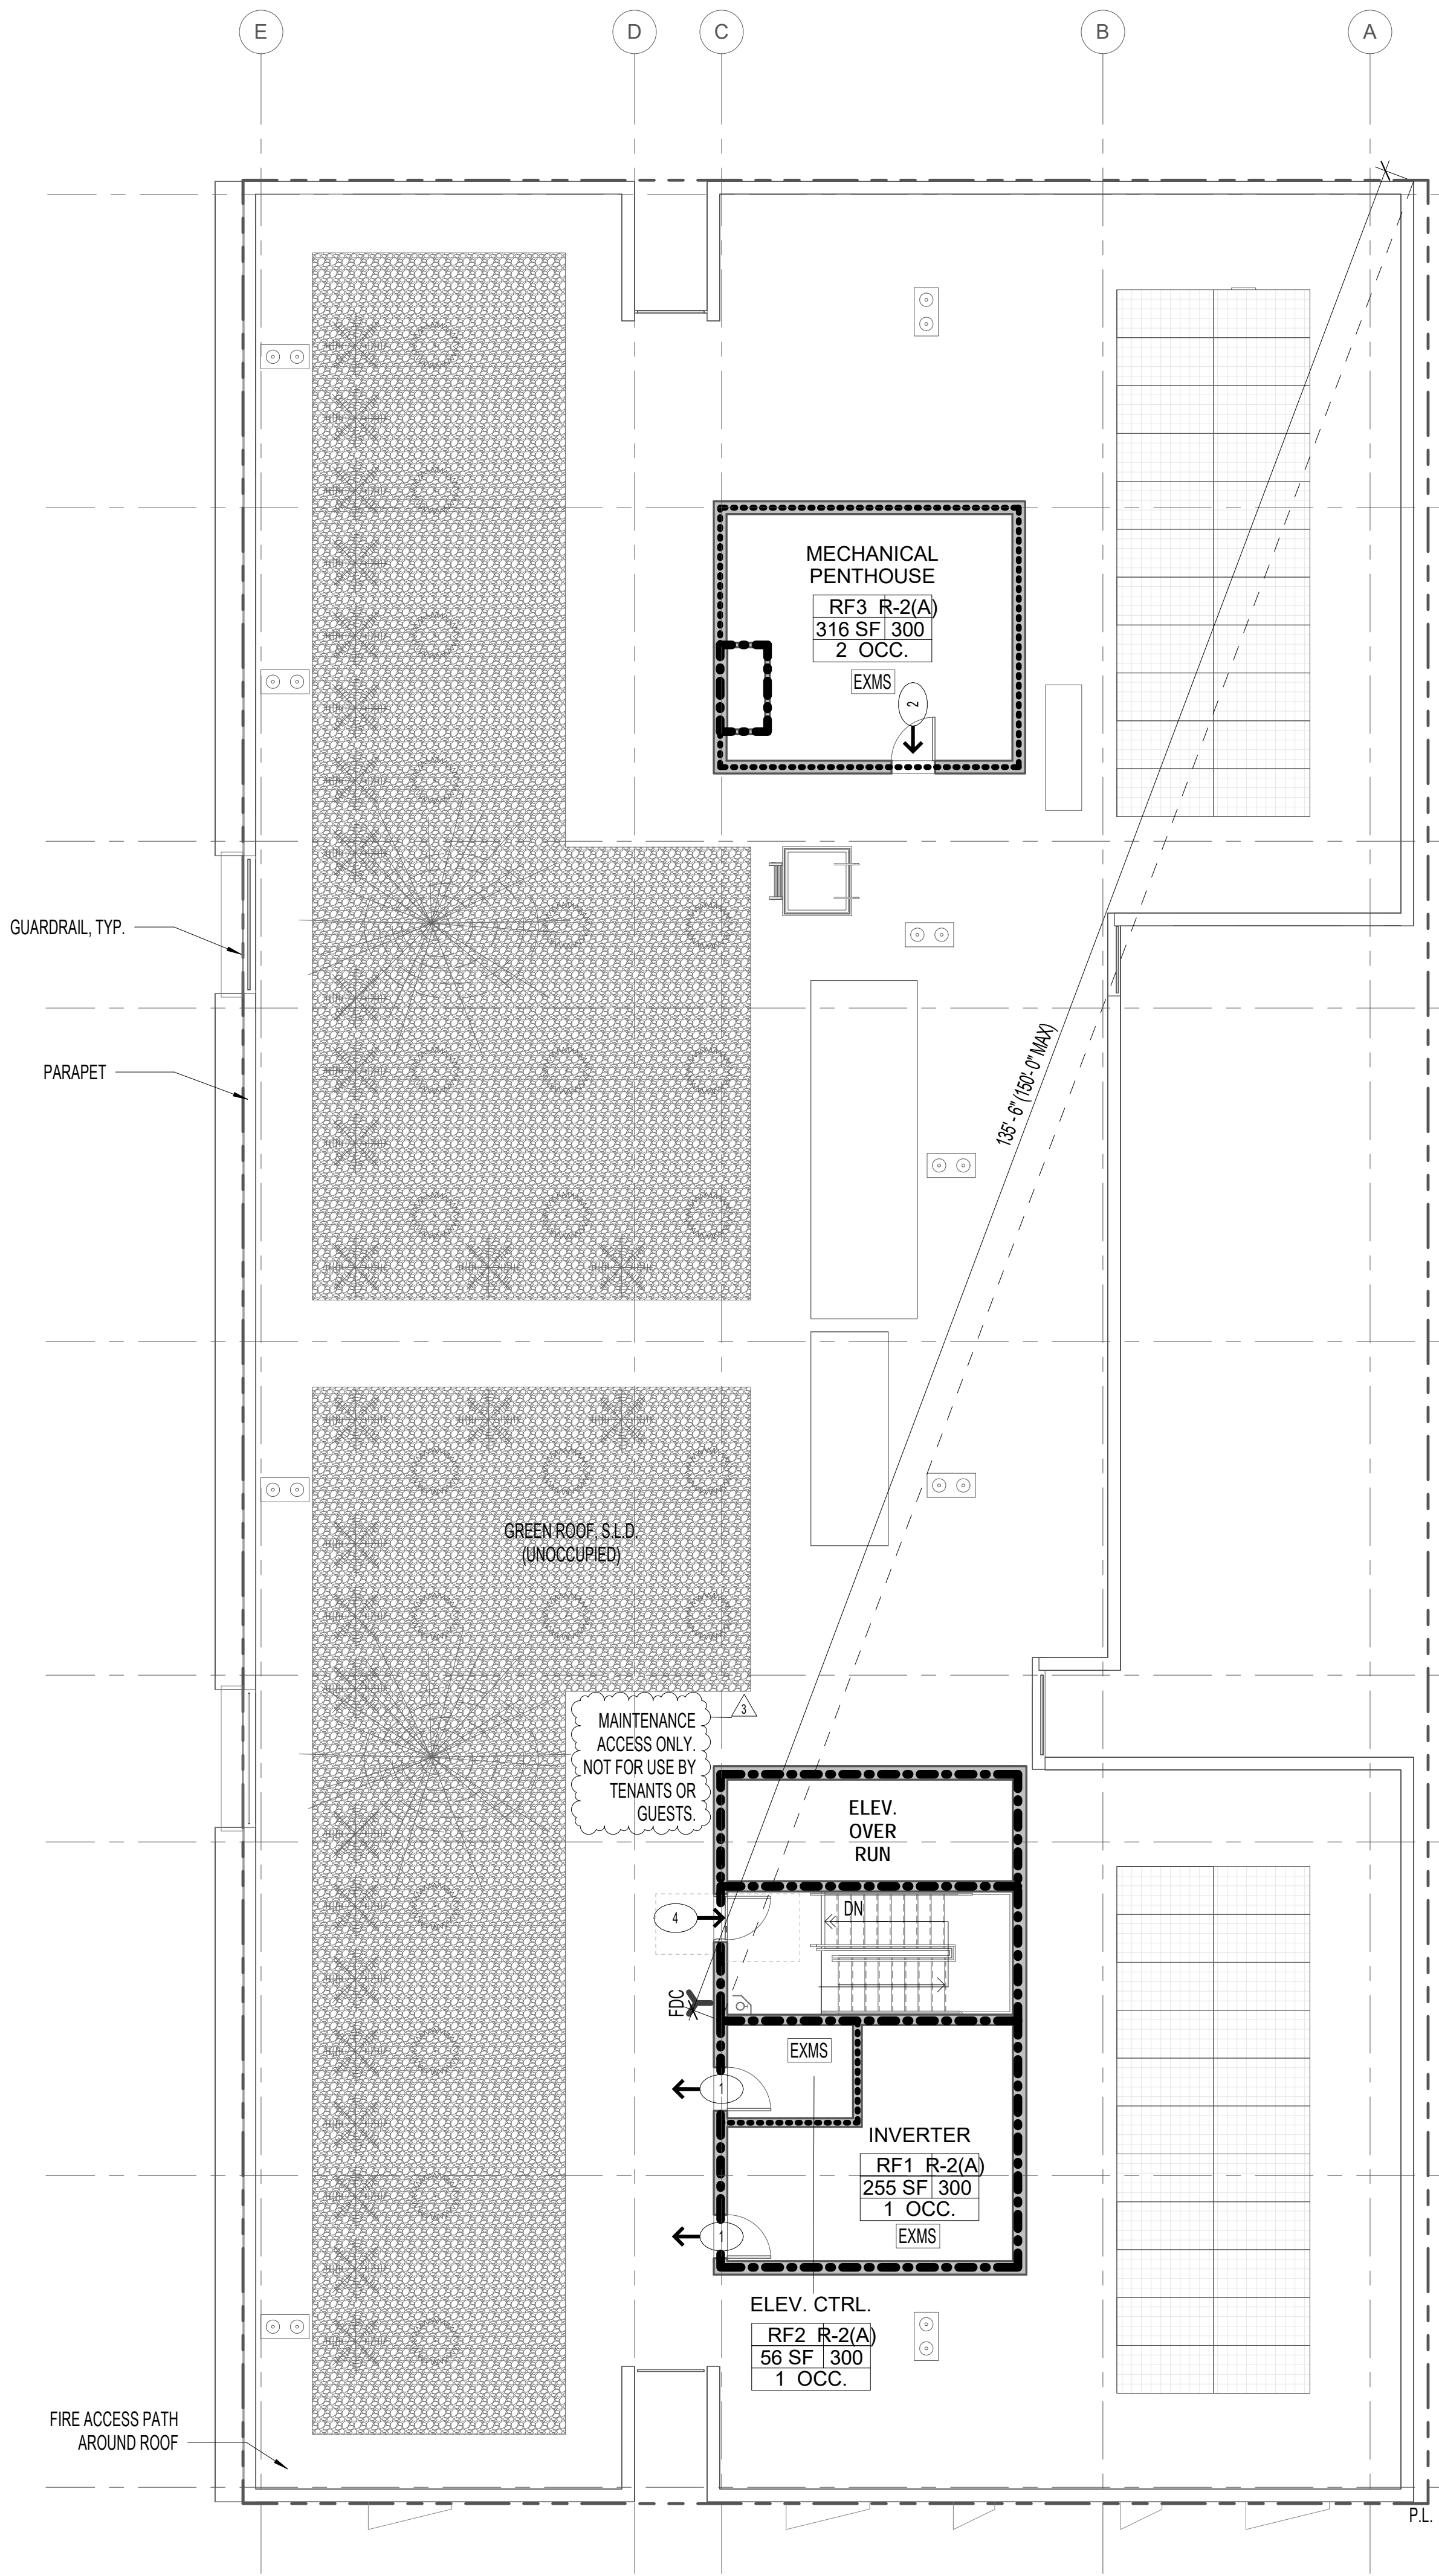 E
D
C
B
A
MECHANICAL
PENTHOUSE
RF3 R-2(A)
316 SF 300
2 OCC.
EXMS
2
GUARDRAIL, TYP.
PARAPET
135' - 6" (150'- 0" MAX)
GREEN ROOF, S.L.D.
(UNOCCUPIED)
3
MAINTENANCE
ACCESS ONLY.
NOT FOR USE BY
TENANTS OR
GUESTS.
ELEV.
OVER
RUN
4
DN
FDC
EXMS
1
INVERTER
RF1 R-2(A)
255 SF 300
1 OCC.
EXMS
1
ELEV. CTRL.
RF2 R-2(A)
56 SF 300
1 OCC.
FIRE ACCESS PATH
AROUND ROOF
P.L.